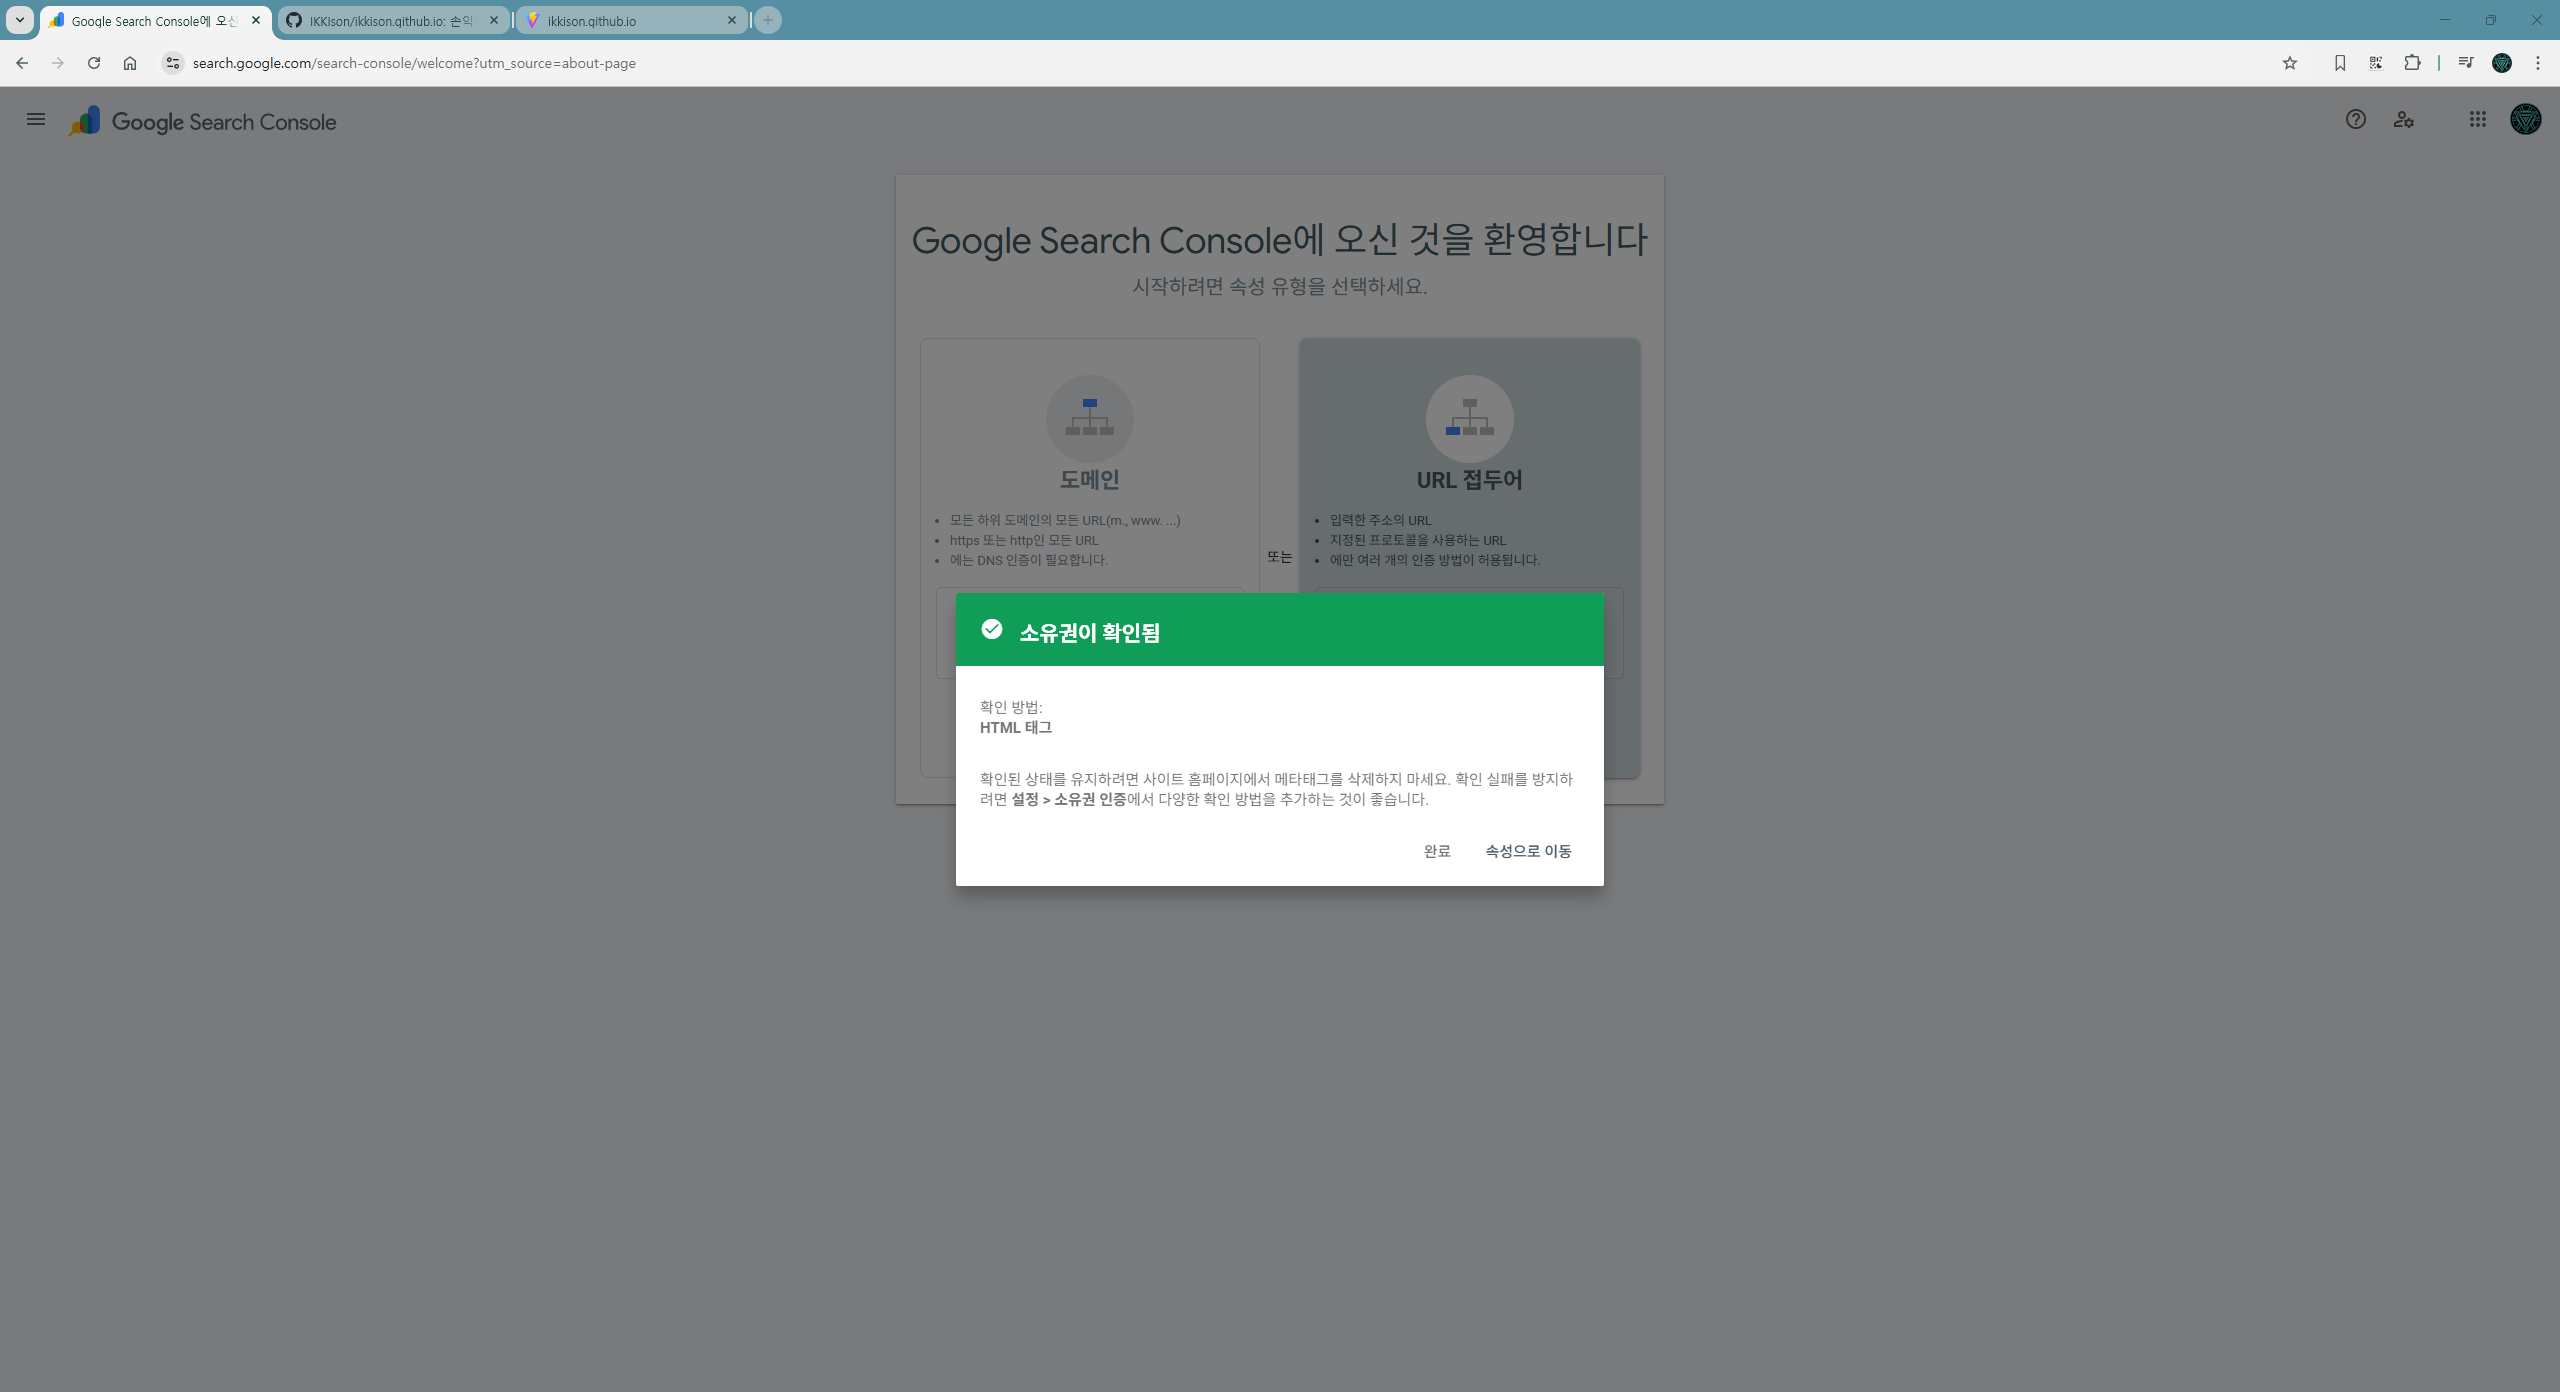 Google Search Console에 오신
IKKIson/ikkison.github.io: 손익
ikkison.github.io
search.google.com/search-console/welcome?utm_source=about-page
Google Search Console
Google Search Console에 오신 것을 환영합니다
시작하려면 속성 유형을 선택하세요.
도메인
모든 하위 도메인의 모든 URL(m., www. ...)
https 또는 http인 모든 URL
에는 DNS 인증이 필요합니다.
또는
URL 접두어
입력한 주소의 URL
지정된 프로토콜을 사용하는 URL
에만 여러 개의 인증 방법이 허용됩니다.
소유권이 확인됨
확인 방법:
HTML 태그
확인된 상태를 유지하려면 사이트 홈페이지에서 메타태그를 삭제하지 마세요. 확인 실패를 방지하
려면 설정 > 소유권 인증에서 다양한 확인 방법을 추가하는 것이 좋습니다.
완료
속성으로 이동